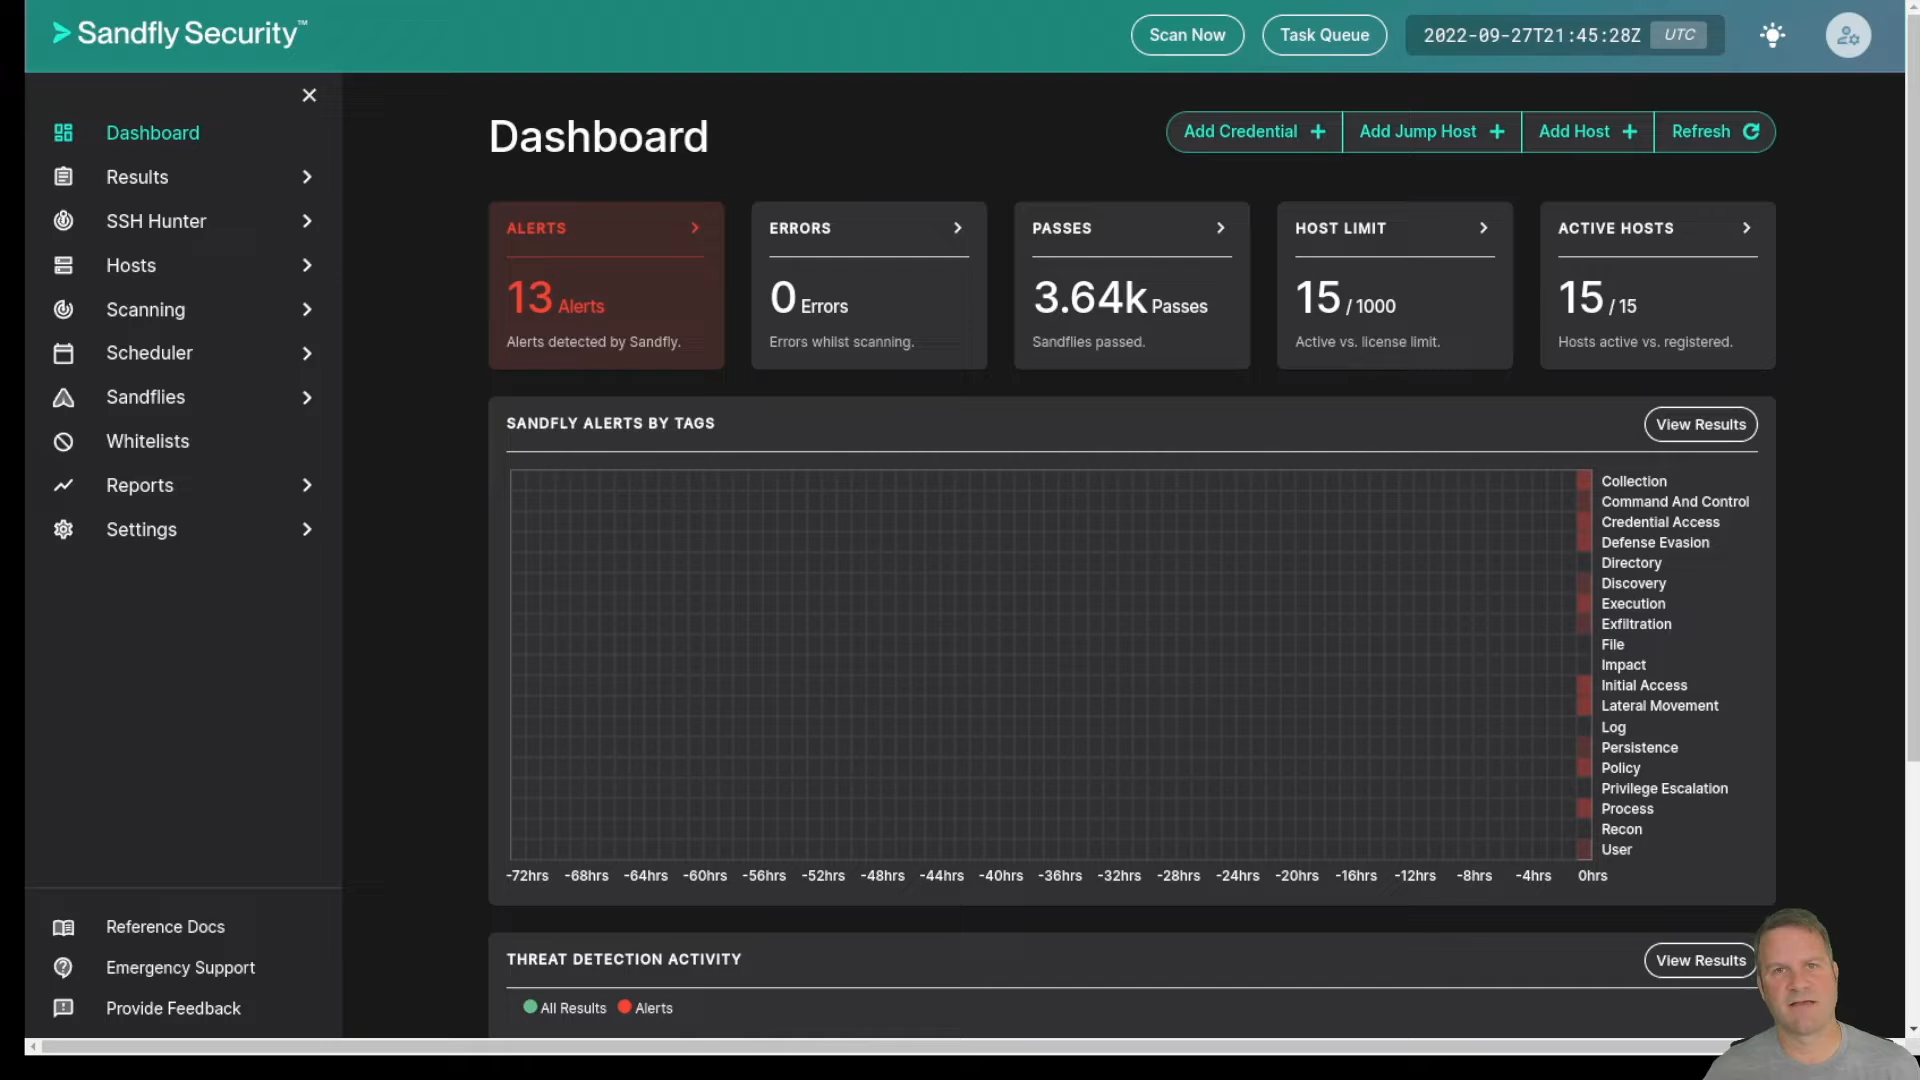 Sandfly Security™
Scan Now
Task Queue
2022-09-27T21:45:28Z UTC
Dashboard
Results
SSH Hunter
Hosts
Scanning
Scheduler
Sandflies
Whitelists
Reports
Settings
Reference Docs
Emergency Support
Provide Feedback
Dashboard
Add Credential +
Add Jump Host +
Add Host +
Refresh
ALERTS
13 Alerts
Alerts detected by Sandfly.
ERRORS
0 Errors
Errors whilst scanning.
PASSES
3.64k Passes
Sandflies passed.
HOST LIMIT
15 / 1000
Active vs. license limit.
ACTIVE HOSTS
15 / 15
Hosts active vs. registered.
SANDFLY ALERTS BY TAGS
View Results
Collection
Command And Control
Credential Access
Defense Evasion
Directory
Discovery
Execution
Exfiltration
File
Impact
Initial Access
Lateral Movement
Log
Persistence
Policy
Privilege Escalation
Process
Recon
User
-72hrs -68hrs -64hrs -60hrs -56hrs -52hrs -48hrs -44hrs -40hrs -36hrs -32hrs -28hrs -24hrs -20hrs -16hrs -12hrs -8hrs -4hrs 0hrs
THREAT DETECTION ACTIVITY
View Results
All Results Alerts